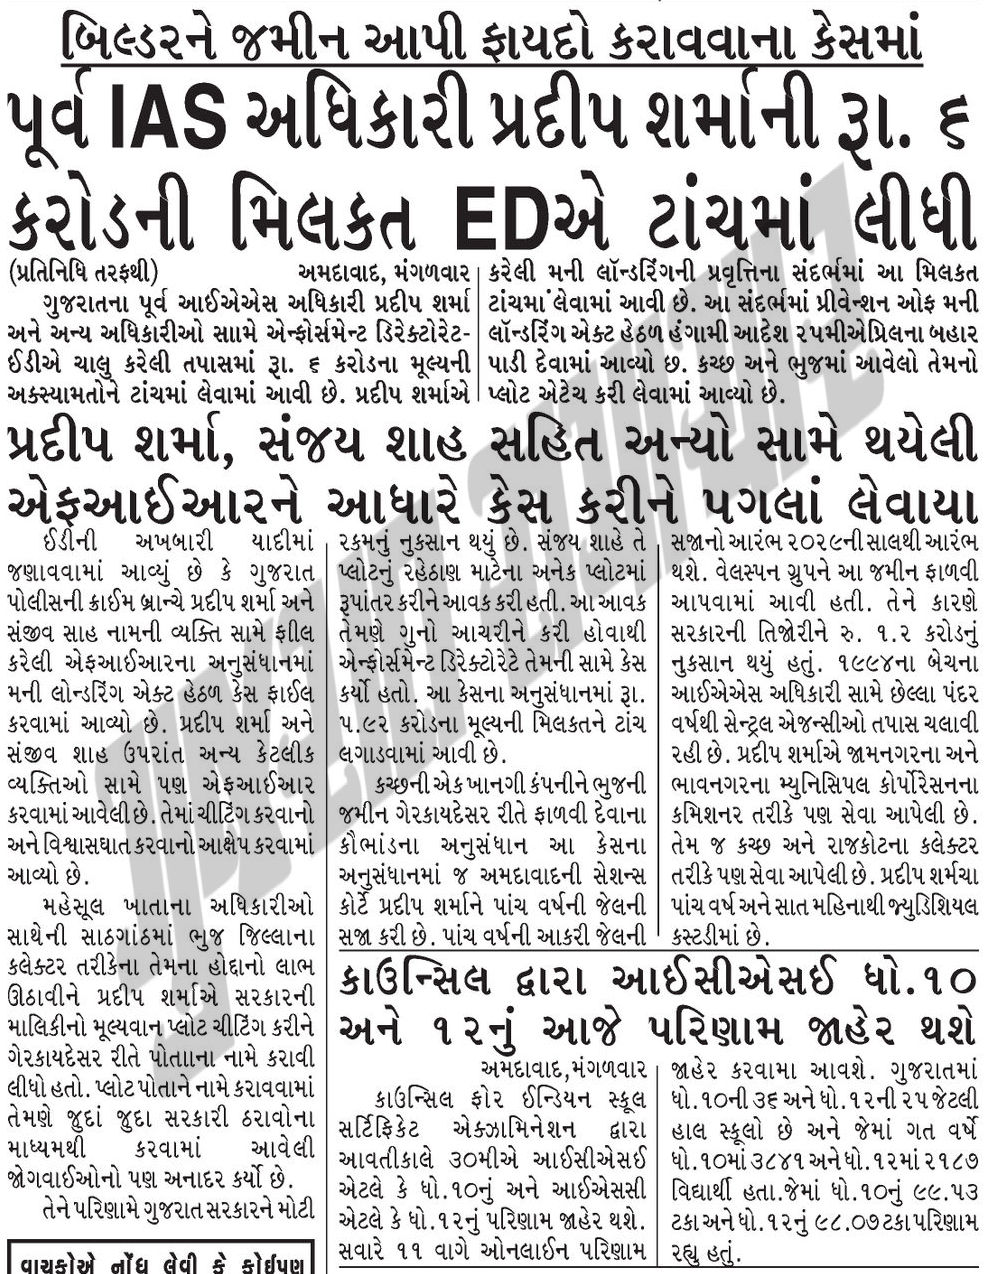 બિલ્ડરને જમીન આપી ફાયદો કરાવવાના કેસમાં
પૂર્વ IAS અધિકારી પ્રદીપ શર્માની રૂા. ૬
કરોડની મિલકત EDએ ટાંચમાં લીધી
(પ્રતિનિધિ તરફથી) અમદાવાદ, મંગળવાર
ગુજરાતના પૂર્વ આઈએએસ અધિકારી પ્રદીપ શર્મા
અને અન્ય અધિકારીઓ સાામે એન્ફોર્સમેન્ટ ડિરેક્ટોરેટ-
ઈડીએ ચાલુ કરેલી તપાસમાં રૂા. ૬ કરોડના મૂલ્યની
અક્સ્યામતોને ટાંચમાં લેવામાં આવી છે. પ્રદીપ શર્માએ
કરેલી મની લૉન્ડરિંગની પ્રવૃત્તિના સંદર્ભમાં આ મિલકત
ટાંચમાં લેવામાં આવી છે. આ સંદર્ભમાં પ્રીવેન્શન ઓફ મની
લૉન્ડરિંગ એક્ટ હેઠળ હંગામી આદેશ ૨૫મીએપ્રિલના બહાર
પાડી દેવામાં આવ્યો છે. કચ્છ અને ભુજમાં આવેલો તેમનો
પ્લોટ એટેચ કરી લેવામાં આવ્યો છે.
પ્રદીપ શર્મા, સંજય શાહ સહિત અન્યો સામે થયેલી
એફઆઈઆરને આધારે કેસ કરીને પગલાં લેવાયા
ઈડીની અખબારી યાદીમાં
જણાવવામાં આવ્યું છે કે ગુજરાત
પોલીસની ક્રાઈમ બ્રાન્ચે પ્રદીપ શર્મા અને
સંજીવ સાહ નામની વ્યક્તિ સામે ફાીલ
કરેલી એફઆઈઆરના અનુસંધાનમાં
મની લોન્ડરિંગ એક્ટ હેઠળ કેસ ફાઈલ
કરવામાં આવ્યો છે. પ્રદીપ શર્મા અને
સંજીવ શાહ ઉપરાંત અન્ય કેટલીક
વ્યક્તિઓ સામે પણ એફઆઈઆર
કરવામાં આવેલી છે. તેમાં ચીટિંગ કરવાનો
અને વિશ્વાસઘાત કરવાનો આક્ષેપ કરવામાં
આવ્યો છે.
મહેસૂલ ખાતાના અધિકારીઓ
સાથેની સાઠગાંઠમાં ભુજ જિલ્લાના
કલેક્ટર તરીકેના તેમના હોદ્દાનો લાભ
ઊઠાવીને પ્રદીપ શર્માએ સરકારની
માલિકીનો મૂલ્યવાન પ્લોટ ચીટિંગ કરીને
ગેરકાયદેસર રીતે પોતાાના નામે કરાવી
લીધો હતો. પ્લોટ પોતાને નામે કરાવવામાં
તેમણે જુદાં જુદા સરકારી ઠરાવોના
માધ્યમથી કરવામાં આવેલી
જોગવાઈઓનો પણ અનાદર કર્યો છે.
તેને પરિણામે ગુજરાત સરકારને મોટી
રકમનું નુકસાન થયું છે. સંજય શાહે તે
પ્લોટનું રહેઠાણ માટેના અનેક પ્લોટમાં
રૂપાંતર કરીને આવક કરી હતી. આ આવક
તેમણે ગુનો આચરીને કરી હોવાથી
એન્ફોર્સમેન્ટ ડિરેક્ટોરેટે તેમની સામે કેસ
કર્યો હતો. આ કેસના અનુસંધાનમાં રૂા.
૫.૯૨ કરોડના મૂલ્યની મિલકતને ટાંચ
લગાડવામાં આવી છે.
કચ્છની એક ખાનગી કંપનીને ભુજની
જમીન ગેરકાયદેસર રીતે ફાળવી દેવાના
કૌભાંડના અનુસંધાન આ કેસના
અનુસંધાનમાં જ અમદાવાદની સેશન્સ
કોર્ટે પ્રદીપ શર્માને પાંચ વર્ષની જેલની
સજા કરી છે. પાંચ વર્ષની આકરી જેલની
સજાનો આરંભ ૨૦૨૯ની સાલથી આરંભ
થશે. વેલસ્પન ગ્રુપને આ જમીન ફાળવી
આપવામાં આવી હતી. તેને કારણે
સરકારની તિજોરીને રુ. ૧.૨ કરોડનું
નુકસાન થયું હતું. ૧૯૯૪ના બેચના
આઈએએસ અધિકારી સામે છેલ્લા પંદર
વર્ષથી સેન્ટ્રલ એજન્સીઓ તપાસ ચલાવી
રહી છે. પ્રદીપ શર્માએ જામનગરના અને
ભાવનગરના મ્યુનિસિપલ કોર્પોરેસનના
કમિશનર તરીકે પણ સેવા આપેલી છે.
તેમ જ કચ્છ અને રાજકોટના કલેક્ટર
તરીકે પણ સેવા આપેલી છે. પ્રદીપ શર્મચા
પાંચ વર્ષ અને સાત મહિનાથી જ્યુડિશિયલ
કસ્ટડીમાં છે.
કાઉન્સિલ દ્વારા આઈસીએસઈ ધો.૧૦
અને ૧૨નું આજે પરિણામ જાહેર થશે
અમદાવાદ,મંગળવાર
કાઉન્સિલ ફોર ઈન્ડિયન સ્કૂલ
સર્ટિફિકેટ એક્ઝામિનેશન દ્વારા
આવતીકાલે ૩૦મીએ આઈસીએસઈ
એટલે કે ધો.૧૦નું અને આઈએસસી
એટલે કે ધો.૧૨નું પરિણામ જાહેર થશે.
સવારે ૧૧ વાગે ઓનલાઈન પરિણામ
જાહેર કરવામા આવશે. ગુજરાતમાં
ધો.૧૦ની ૩૬ અને ધો.૧૨ની ૨૫ જેટલી
હાલ સ્કૂલો છે અને જેમાં ગત વર્ષે
ધો.૧૦માં ૩૮૪૧ અને ધો.૧૨માં ૨૧૮૭
વિદ્યાર્થી હતા.જેમાં ધો.૧૦નું ૯૯.૫૩
ટકા અને ધો.૧૨નું ૯૮.૦૭ ટકા પરિણામ
રહ્યુ હતું.
વાચકોએ નોંધ લેવી કે કોઈપણ